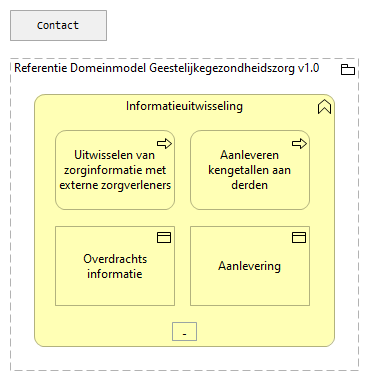 Contact
Referentie Domeinmodel Geestelijkegezondheidszorg v1.0
Informatieuitwisseling
Uitwisselen van
zorginformatie met
externe zorgverleners
Aanleveren
kengetallen aan
derden
Overdrachts
informatie
Aanlevering
-